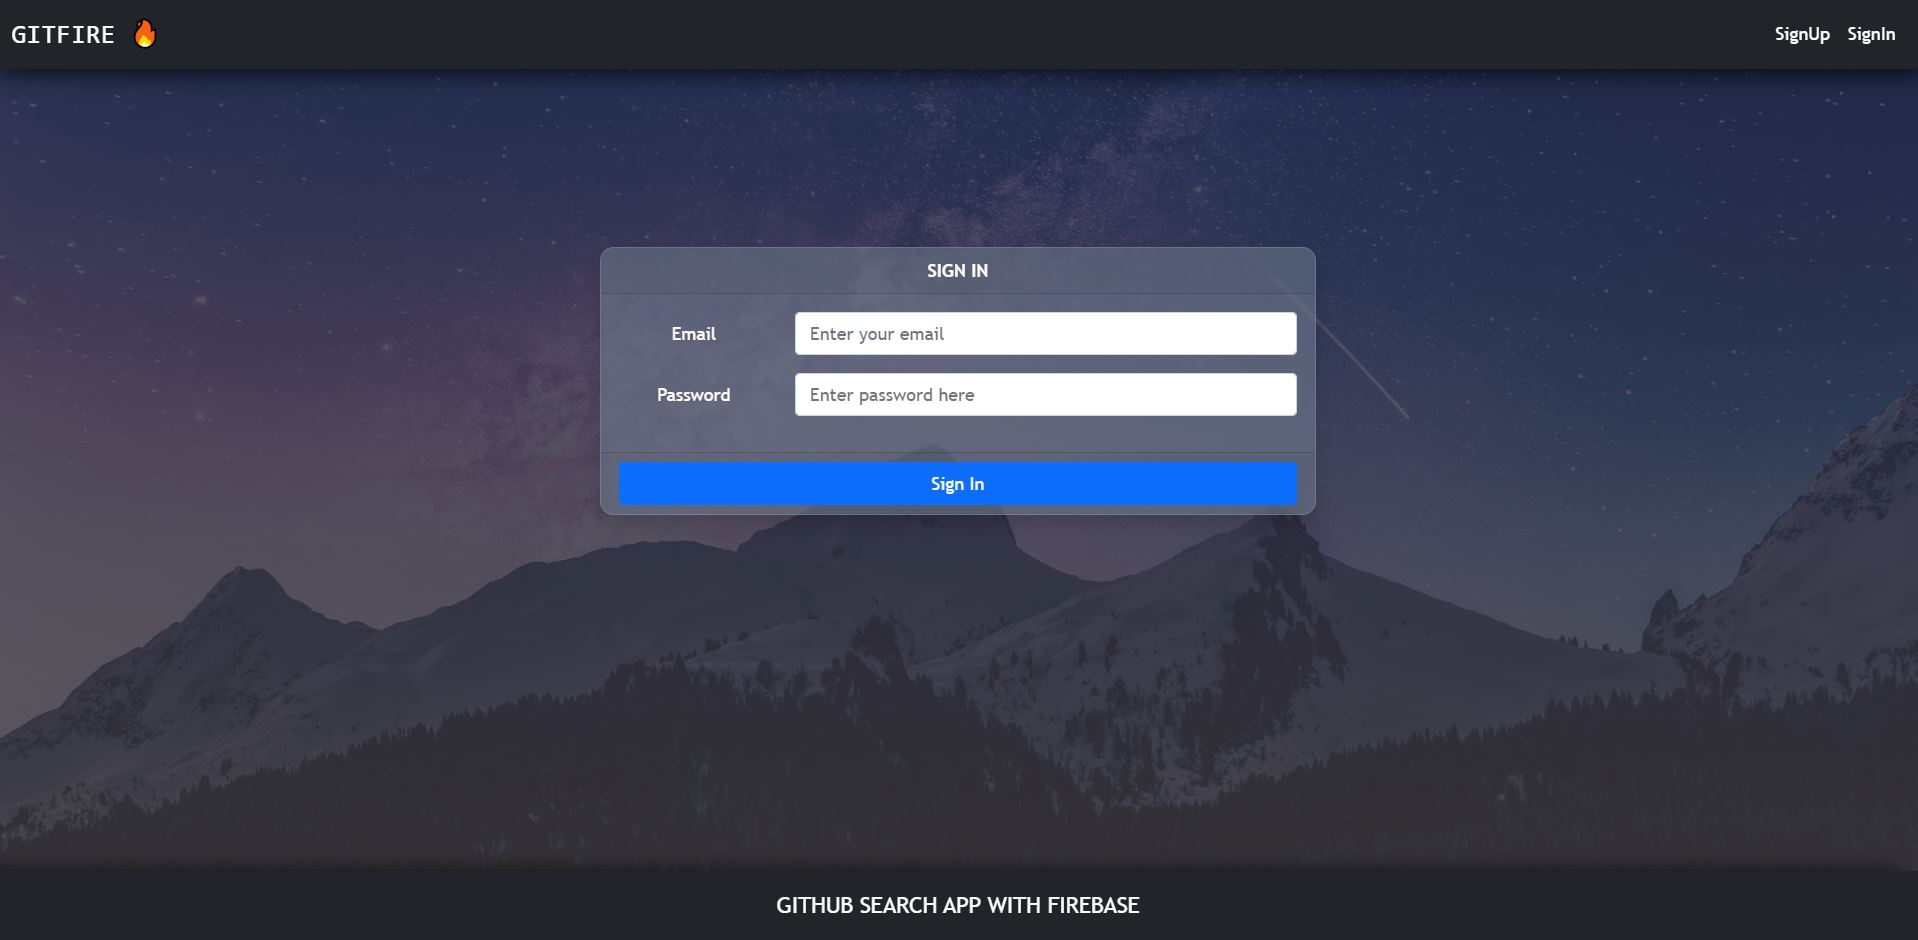 GITFIRE 🔥
SignUp SignIn
SIGN IN
Email
Enter your email
Password
Enter password here
Sign In
GITHUB SEARCH APP WITH FIREBASE